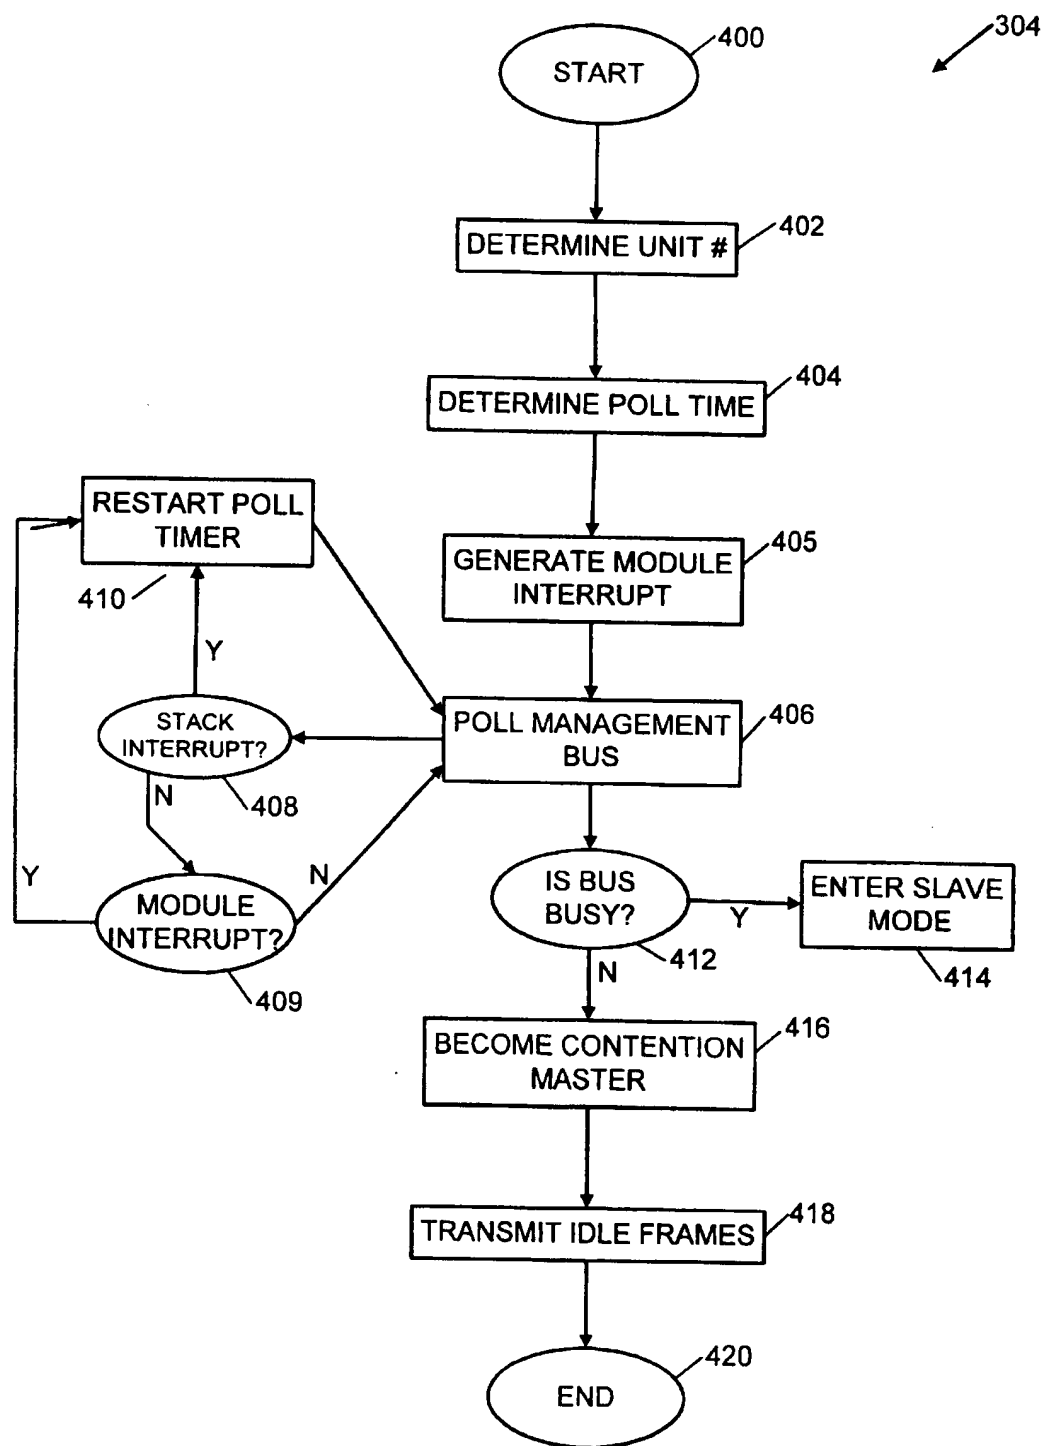 304
400
START
402
DETERMINE UNIT #
404
DETERMINE POLL TIME
RESTART POLL
TIMER
410
405
GENERATE MODULE
INTERRUPT
Y
STACK
INTERRUPT?
408
406
POLL MANAGEMENT
BUS
N
Y
N
MODULE
INTERRUPT?
409
IS BUS
BUSY?
412
Y
ENTER SLAVE
MODE
414
N
416
BECOME CONTENTION
MASTER
418
TRANSMIT IDLE FRAMES
420
END